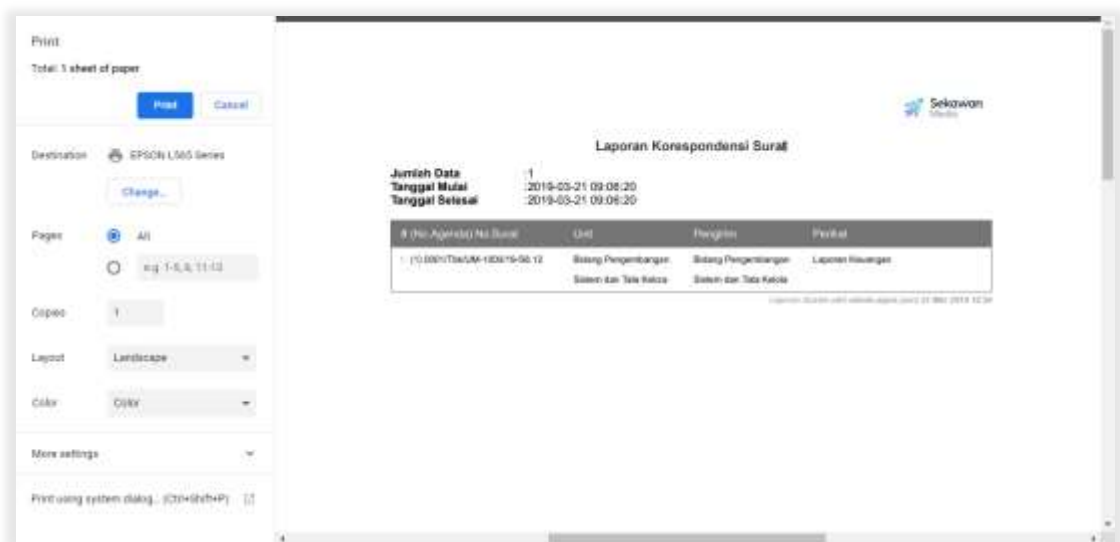 Print
Total: 1 sheet of paper
Print
Cancel
Destination
EPSON L565 Series
Change...
Pages
All
e.g. 1-5, 8, 11-13
Copies
1
Layout
Landscape
Color
Color
More settings
Print using system dialog... (Ctrl+Shift+P)
Sekawan
Media
Laporan Korespondensi Surat
Jumlah Data :1
Tanggal Mulai :2019-03-21 09:08:20
Tanggal Selesai :2019-03-21 09:08:20
# (No.Agenda) No.Surat Unit Pengirim Perihal
Bidang Pengembangan Bidang Pengembangan Laporan Keuangan
Sistem dan Tata Kelola Sistem dan Tata Kelola